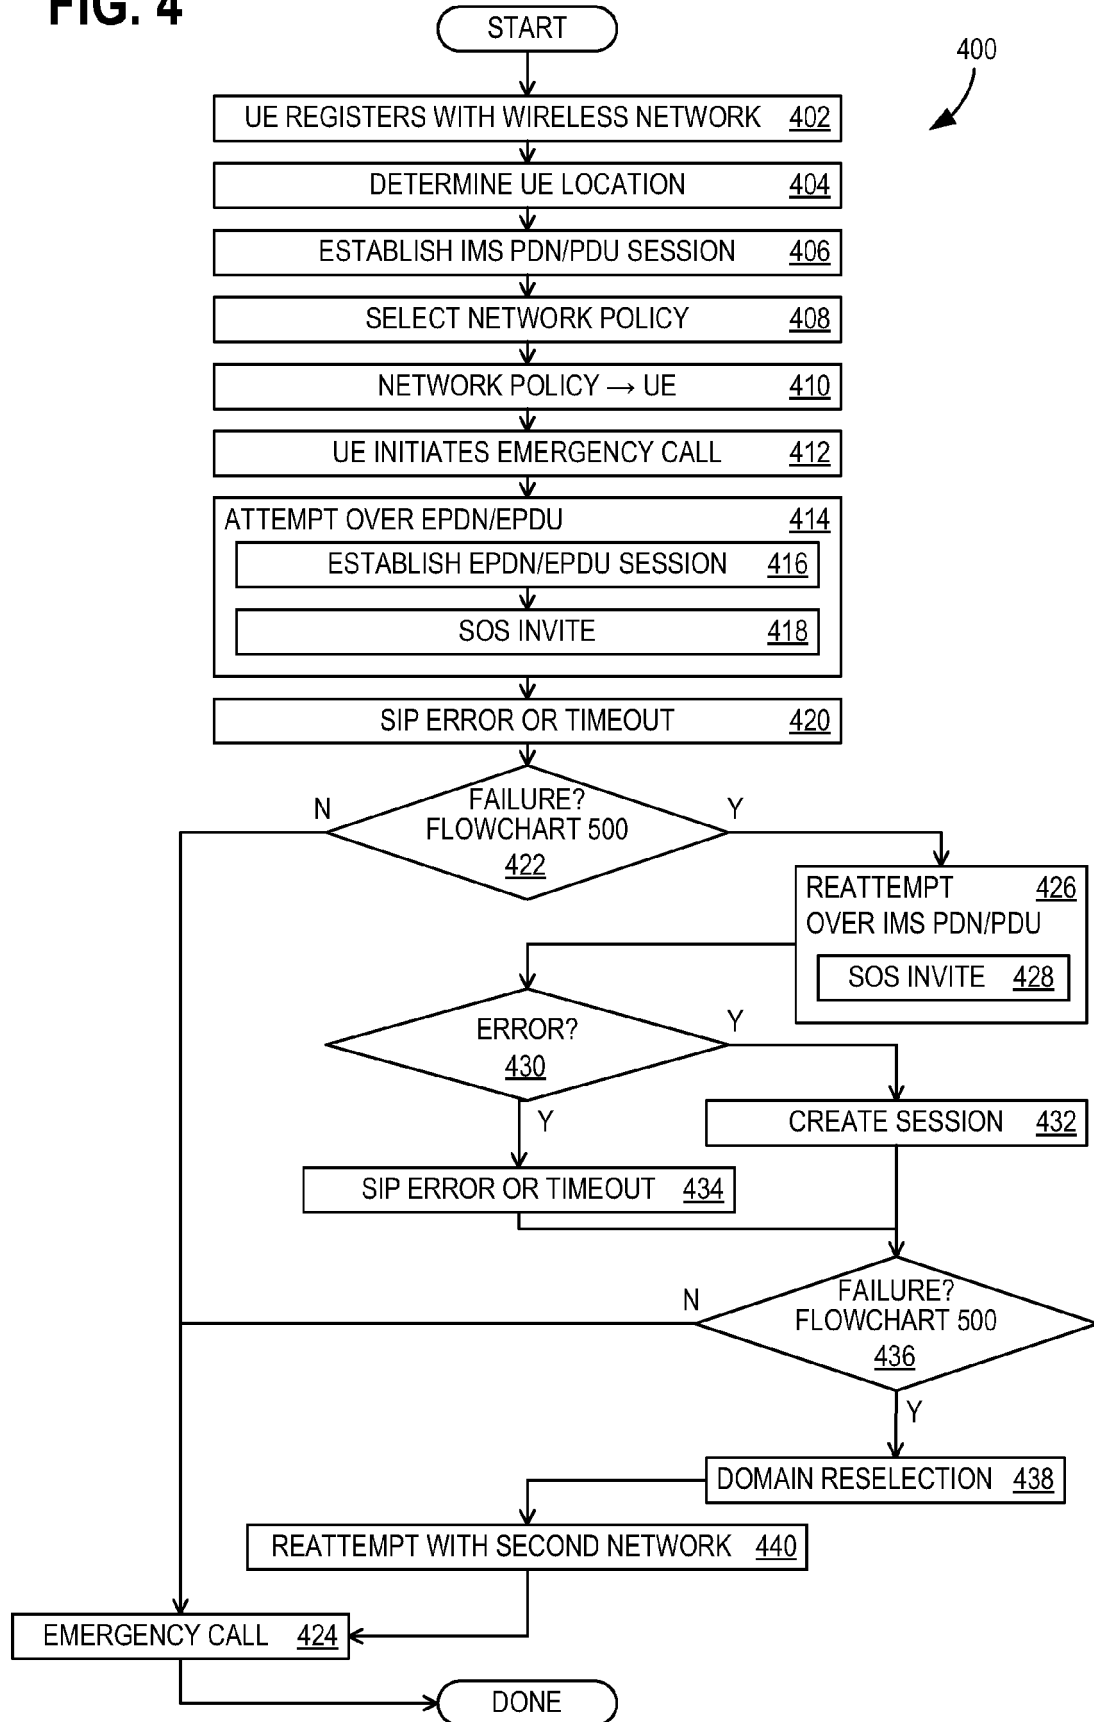 FIG. 4
START
400
UE REGISTERS WITH WIRELESS NETWORK 402
DETERMINE UE LOCATION 404
ESTABLISH IMS PDN/PDU SESSION 406
SELECT NETWORK POLICY 408
NETWORK POLICY → UE 410
UE INITIATES EMERGENCY CALL 412
ATTEMPT OVER EPDN/EPDU 414
ESTABLISH EPDN/EPDU SESSION 416
SOS INVITE 418
SIP ERROR OR TIMEOUT 420
N
FAILURE?
Y
FLOWCHART 500
422
REATTEMPT 426
OVER IMS PDN/PDU
SOS INVITE 428
ERROR?
Y
430
Y
CREATE SESSION 432
SIP ERROR OR TIMEOUT 434
N
FAILURE?
FLOWCHART 500
436
Y
DOMAIN RESELECTION 438
REATTEMPT WITH SECOND NETWORK 440
EMERGENCY CALL 424
DONE